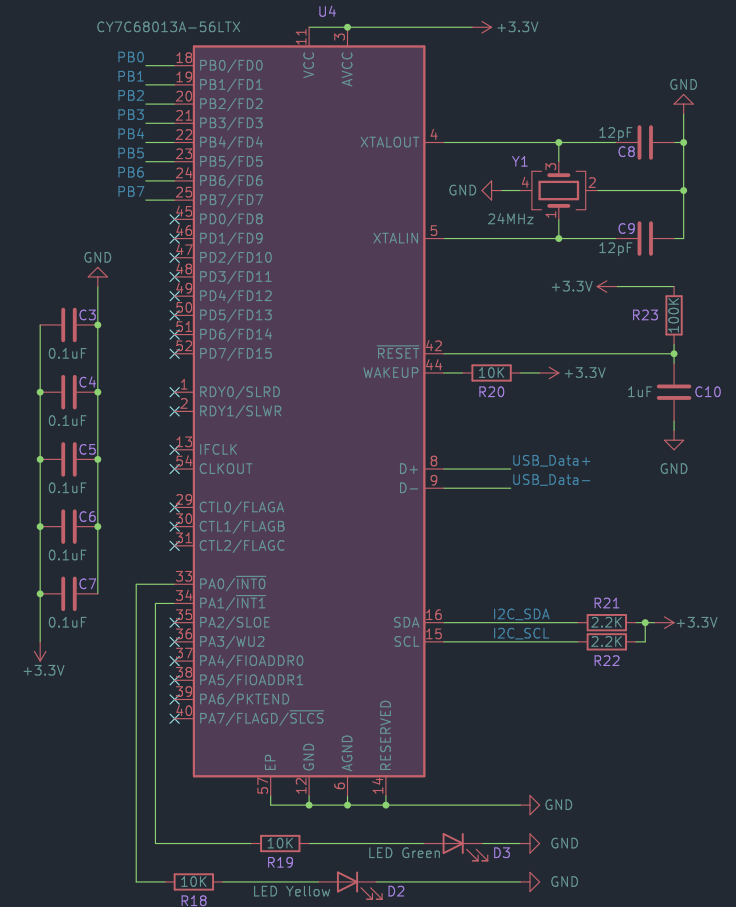 U4
CY7C68013A-56LTX
+3.3V
11
3
VCC
AVCC
PB0
18
PB0/FD0
PB1
19
PB1/FD1
PB2
20
PB2/FD2
PB3
21
PB3/FD3
PB4
22
PB4/FD4
PB5
23
PB5/FD5
PB6
24
PB6/FD6
PB7
25
PB7/FD7
45
PD0/FD8
46
PD1/FD9
47
PD2/FD10
48
PD3/FD11
49
PD4/FD12
50
PD5/FD13
51
PD6/FD14
52
PD7/FD15
1
RDY0/SLRD
2
RDY1/SLWR
13
IFCLK
54
CLKOUT
29
CTL0/FLAGA
30
CTL1/FLAGB
31
CTL2/FLAGC
33
PA0/INT0
34
PA1/INT1
35
PA2/SLOE
36
PA3/WU2
37
PA4/FIOADDR0
38
PA5/FIOADDR1
39
PA6/PKTEND
40
PA7/FLAGD/SLCS
XTALOUT
4
XTALIN
5
RESET
42
WAKEUP
44
D+
8
USB_Data+
D-
9
USB_Data-
SDA
16
I2C_SDA
SCL
15
I2C_SCL
EP
GND
AGND
RESERVED
57
12
6
14
GND
GND
12pF
C8
Y1
3
GND
4
2
1
24MHz
C9
12pF
+3.3V
R23
100K
10K
+3.3V
R20
1uF
C10
GND
R21
2.2K
+3.3V
2.2K
R22
GND
C3
0.1uF
C4
0.1uF
C5
0.1uF
C6
0.1uF
C7
0.1uF
+3.3V
10K
R19
LED Green
D3
GND
10K
R18
LED Yellow
D2
GND